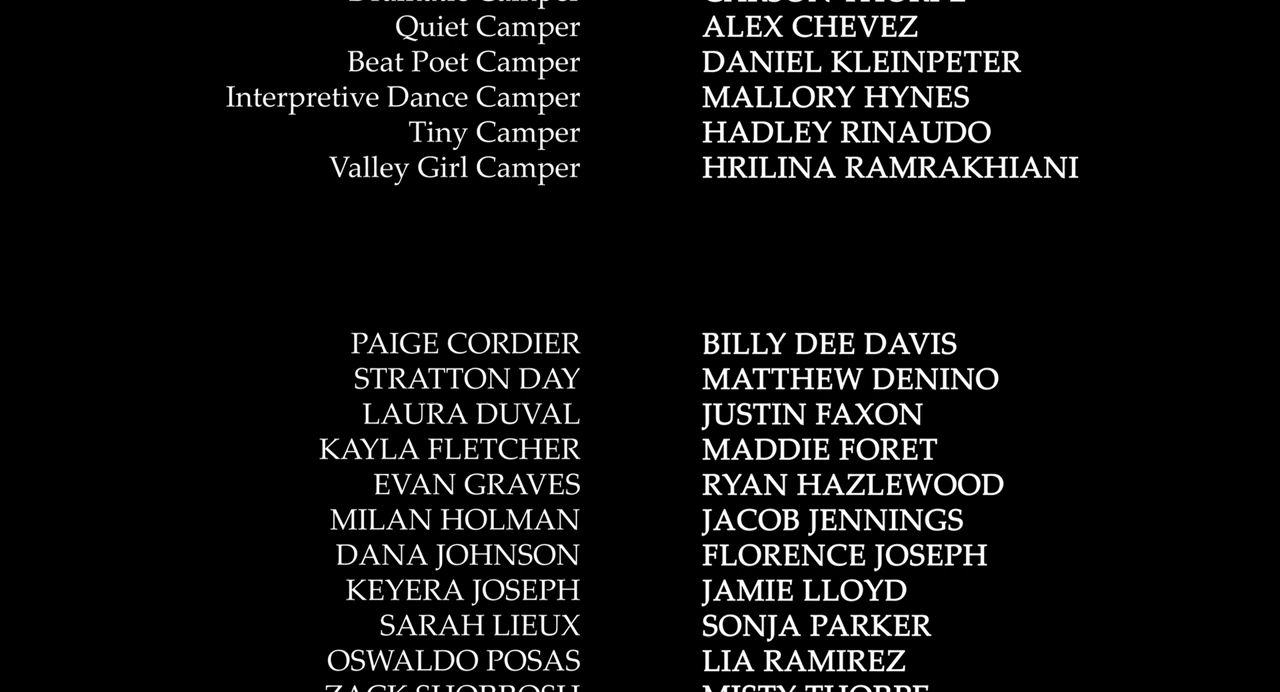 Quiet Camper ALEX CHEVEZ
Beat Poet Camper DANIEL KLEINPETER
Interpretive Dance Camper MALLORY HYNES
Tiny Camper HADLEY RINAUDO
Valley Girl Camper HRILINA RAMRAKHIANI
PAIGE CORDIER BILLY DEE DAVIS
STRATTON DAY MATTHEW DENINO
LAURA DUVAL JUSTIN FAXON
KAYLA FLETCHER MADDIE FORET
EVAN GRAVES RYAN HAZLEWOOD
MILAN HOLMAN JACOB JENNINGS
DANA JOHNSON FLORENCE JOSEPH
KEYERA JOSEPH JAMIE LLOYD
SARAH LIEUX SONJA PARKER
OSWALDO POSAS LIA RAMIREZ